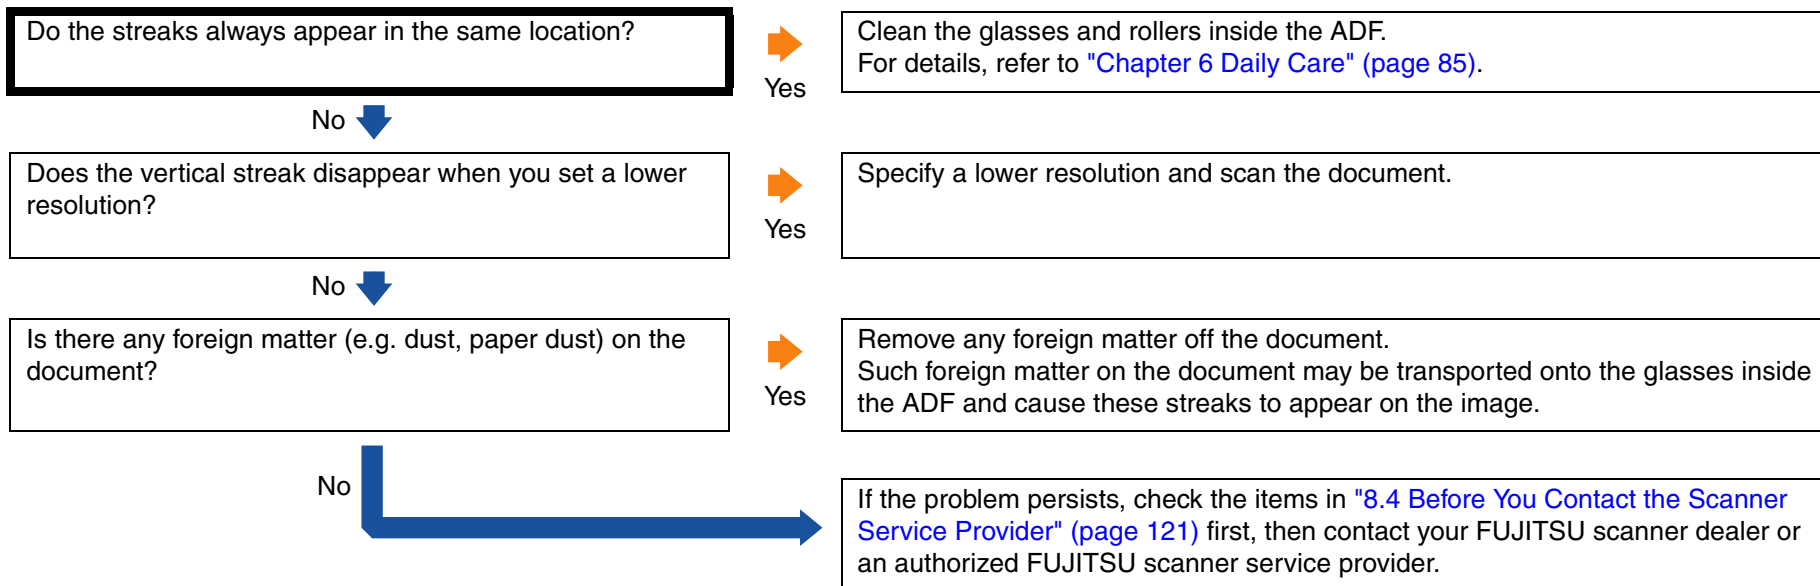 Do the streaks always appear in the same location?
Yes
Clean the glasses and rollers inside the ADF.
For details, refer to "Chapter 6 Daily Care" (page 85).
No
Does the vertical streak disappear when you set a lower
resolution?
Yes
Specify a lower resolution and scan the document.
No
Is there any foreign matter (e.g. dust, paper dust) on the
document?
Yes
Remove any foreign matter off the document.
Such foreign matter on the document may be transported onto the glasses inside
the ADF and cause these streaks to appear on the image.
No
If the problem persists, check the items in "8.4 Before You Contact the Scanner
Service Provider" (page 121) first, then contact your FUJITSU scanner dealer or
an authorized FUJITSU scanner service provider.